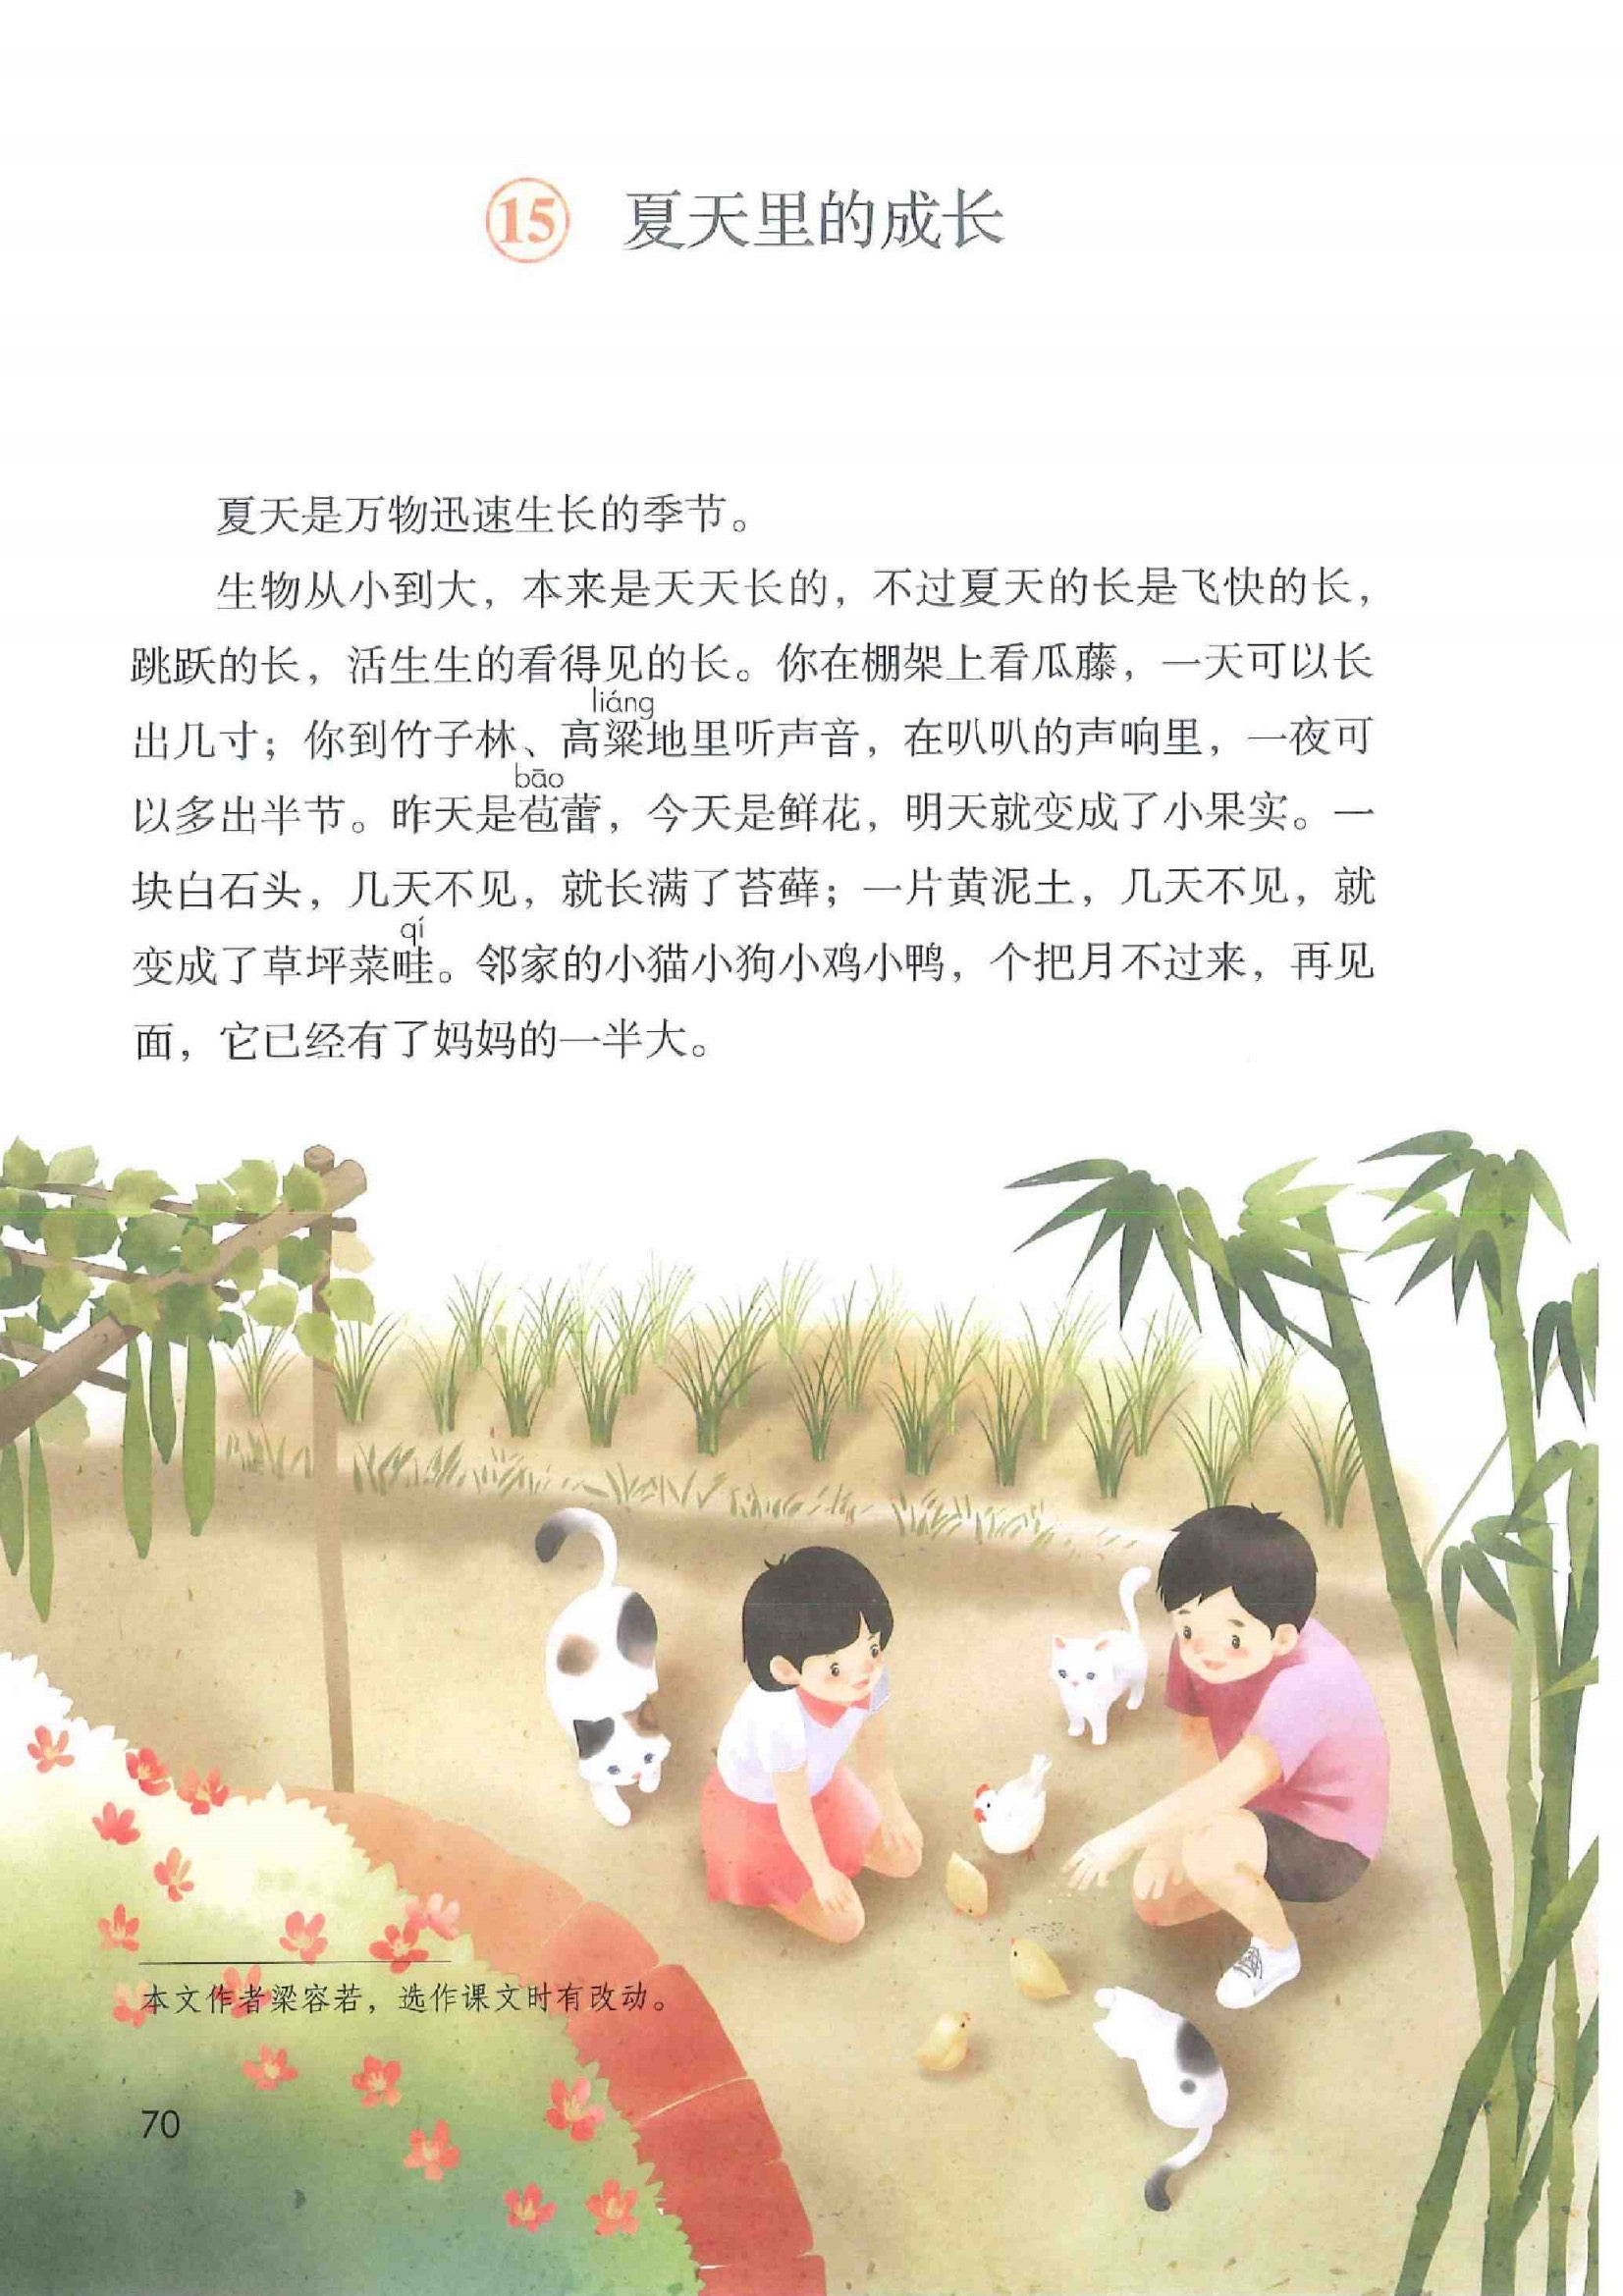 15 夏天里的成长
夏天是万物迅速生长的季节。
生物从小到大，本来是天天长的，不过夏天的长是飞快的长，
跳跃的长，活生生的看得见的长。你在棚架上看瓜藤，一天可以长
liáng
出几寸；你到竹子林、高粱地里听声音，在叭叭的声响里，一夜可
bāo
以多出半节。昨天是苞蕾，今天是鲜花，明天就变成了小果实。一
块白石头，几天不见，就长满了苔藓；一片黄泥土，几天不见，就
qí
变成了草坪菜畦。邻家的小猫小狗小鸡小鸭，个把月不过来，再见
面，它已经有了妈妈的一半大。
本文作者梁容若，选作课文时有改动。
70